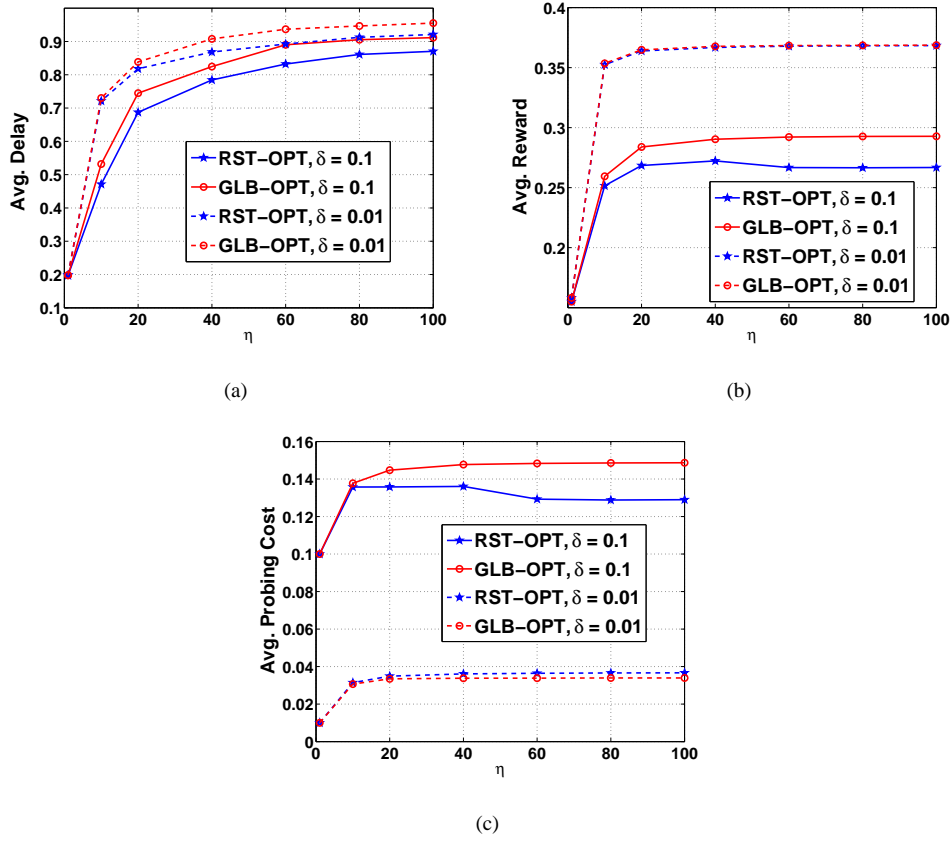 0.9
0.8
0.7
0.6
0.5
0.4
0.3
0.2
0.1
Avg. Delay
RST−OPT, δ = 0.1
GLB−OPT, δ = 0.1
RST−OPT, δ = 0.01
GLB−OPT, δ = 0.01
0 20 40 60 80 100
η
(a)
0.35
0.3
0.25
0.2
Avg. Reward
RST−OPT, δ = 0.1
GLB−OPT, δ = 0.1
RST−OPT, δ = 0.01
GLB−OPT, δ = 0.01
0 20 40 60 80 100
η
(b)
0.16
0.14
0.12
0.1
0.08
0.06
0.04
0.02
0
Avg. Probing Cost
RST−OPT, δ = 0.1
GLB−OPT, δ = 0.1
RST−OPT, δ = 0.01
GLB−OPT, δ = 0.01
0 20 40 60 80 100
η
(c)